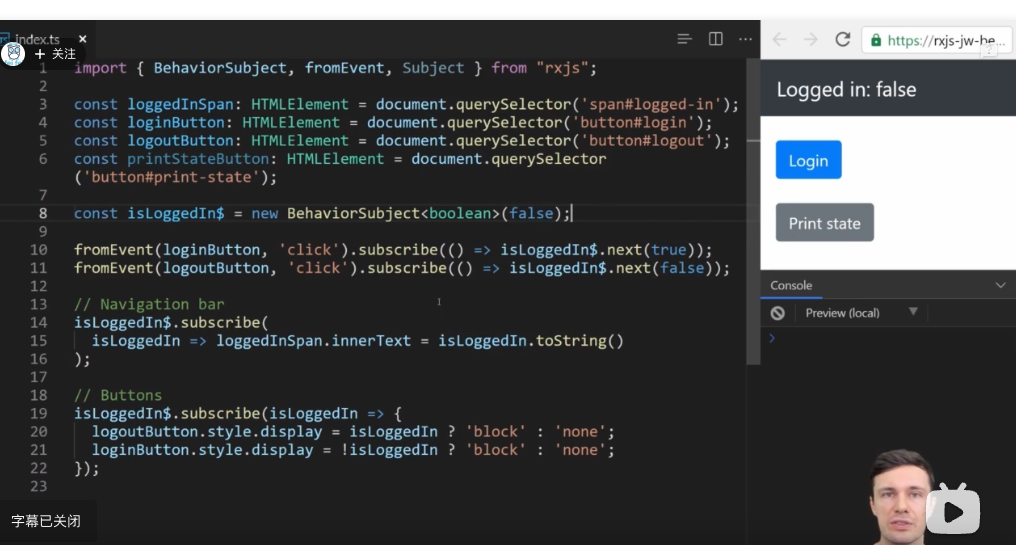 index.ts ×
+ 关注
1 import { BehaviorSubject, fromEvent, Subject } from "rxjs";
2
3 const loggedInSpan: HTMLElement = document.querySelector('span#logged-in');
4 const loginButton: HTMLElement = document.querySelector('button#login');
5 const logoutButton: HTMLElement = document.querySelector('button#logout');
6 const printStateButton: HTMLElement = document.querySelector
('button#print-state');
7
8 const isLoggedIn$ = new BehaviorSubject<boolean>(false);
9
10 fromEvent(loginButton, 'click').subscribe(() => isLoggedIn$.next(true));
11 fromEvent(logoutButton, 'click').subscribe(() => isLoggedIn$.next(false));
12
13 // Navigation bar
14 isLoggedIn$.subscribe(
15 isLoggedIn => loggedInSpan.innerText = isLoggedIn.toString()
16 );
17
18 // Buttons
19 isLoggedIn$.subscribe(isLoggedIn => {
20 logoutButton.style.display = isLoggedIn ? 'block' : 'none';
21 loginButton.style.display = !isLoggedIn ? 'block' : 'none';
22 });
23
字幕已关闭
https://rxjs-jw-be...
Logged in: false
Login
Print state
Console
Preview (local)